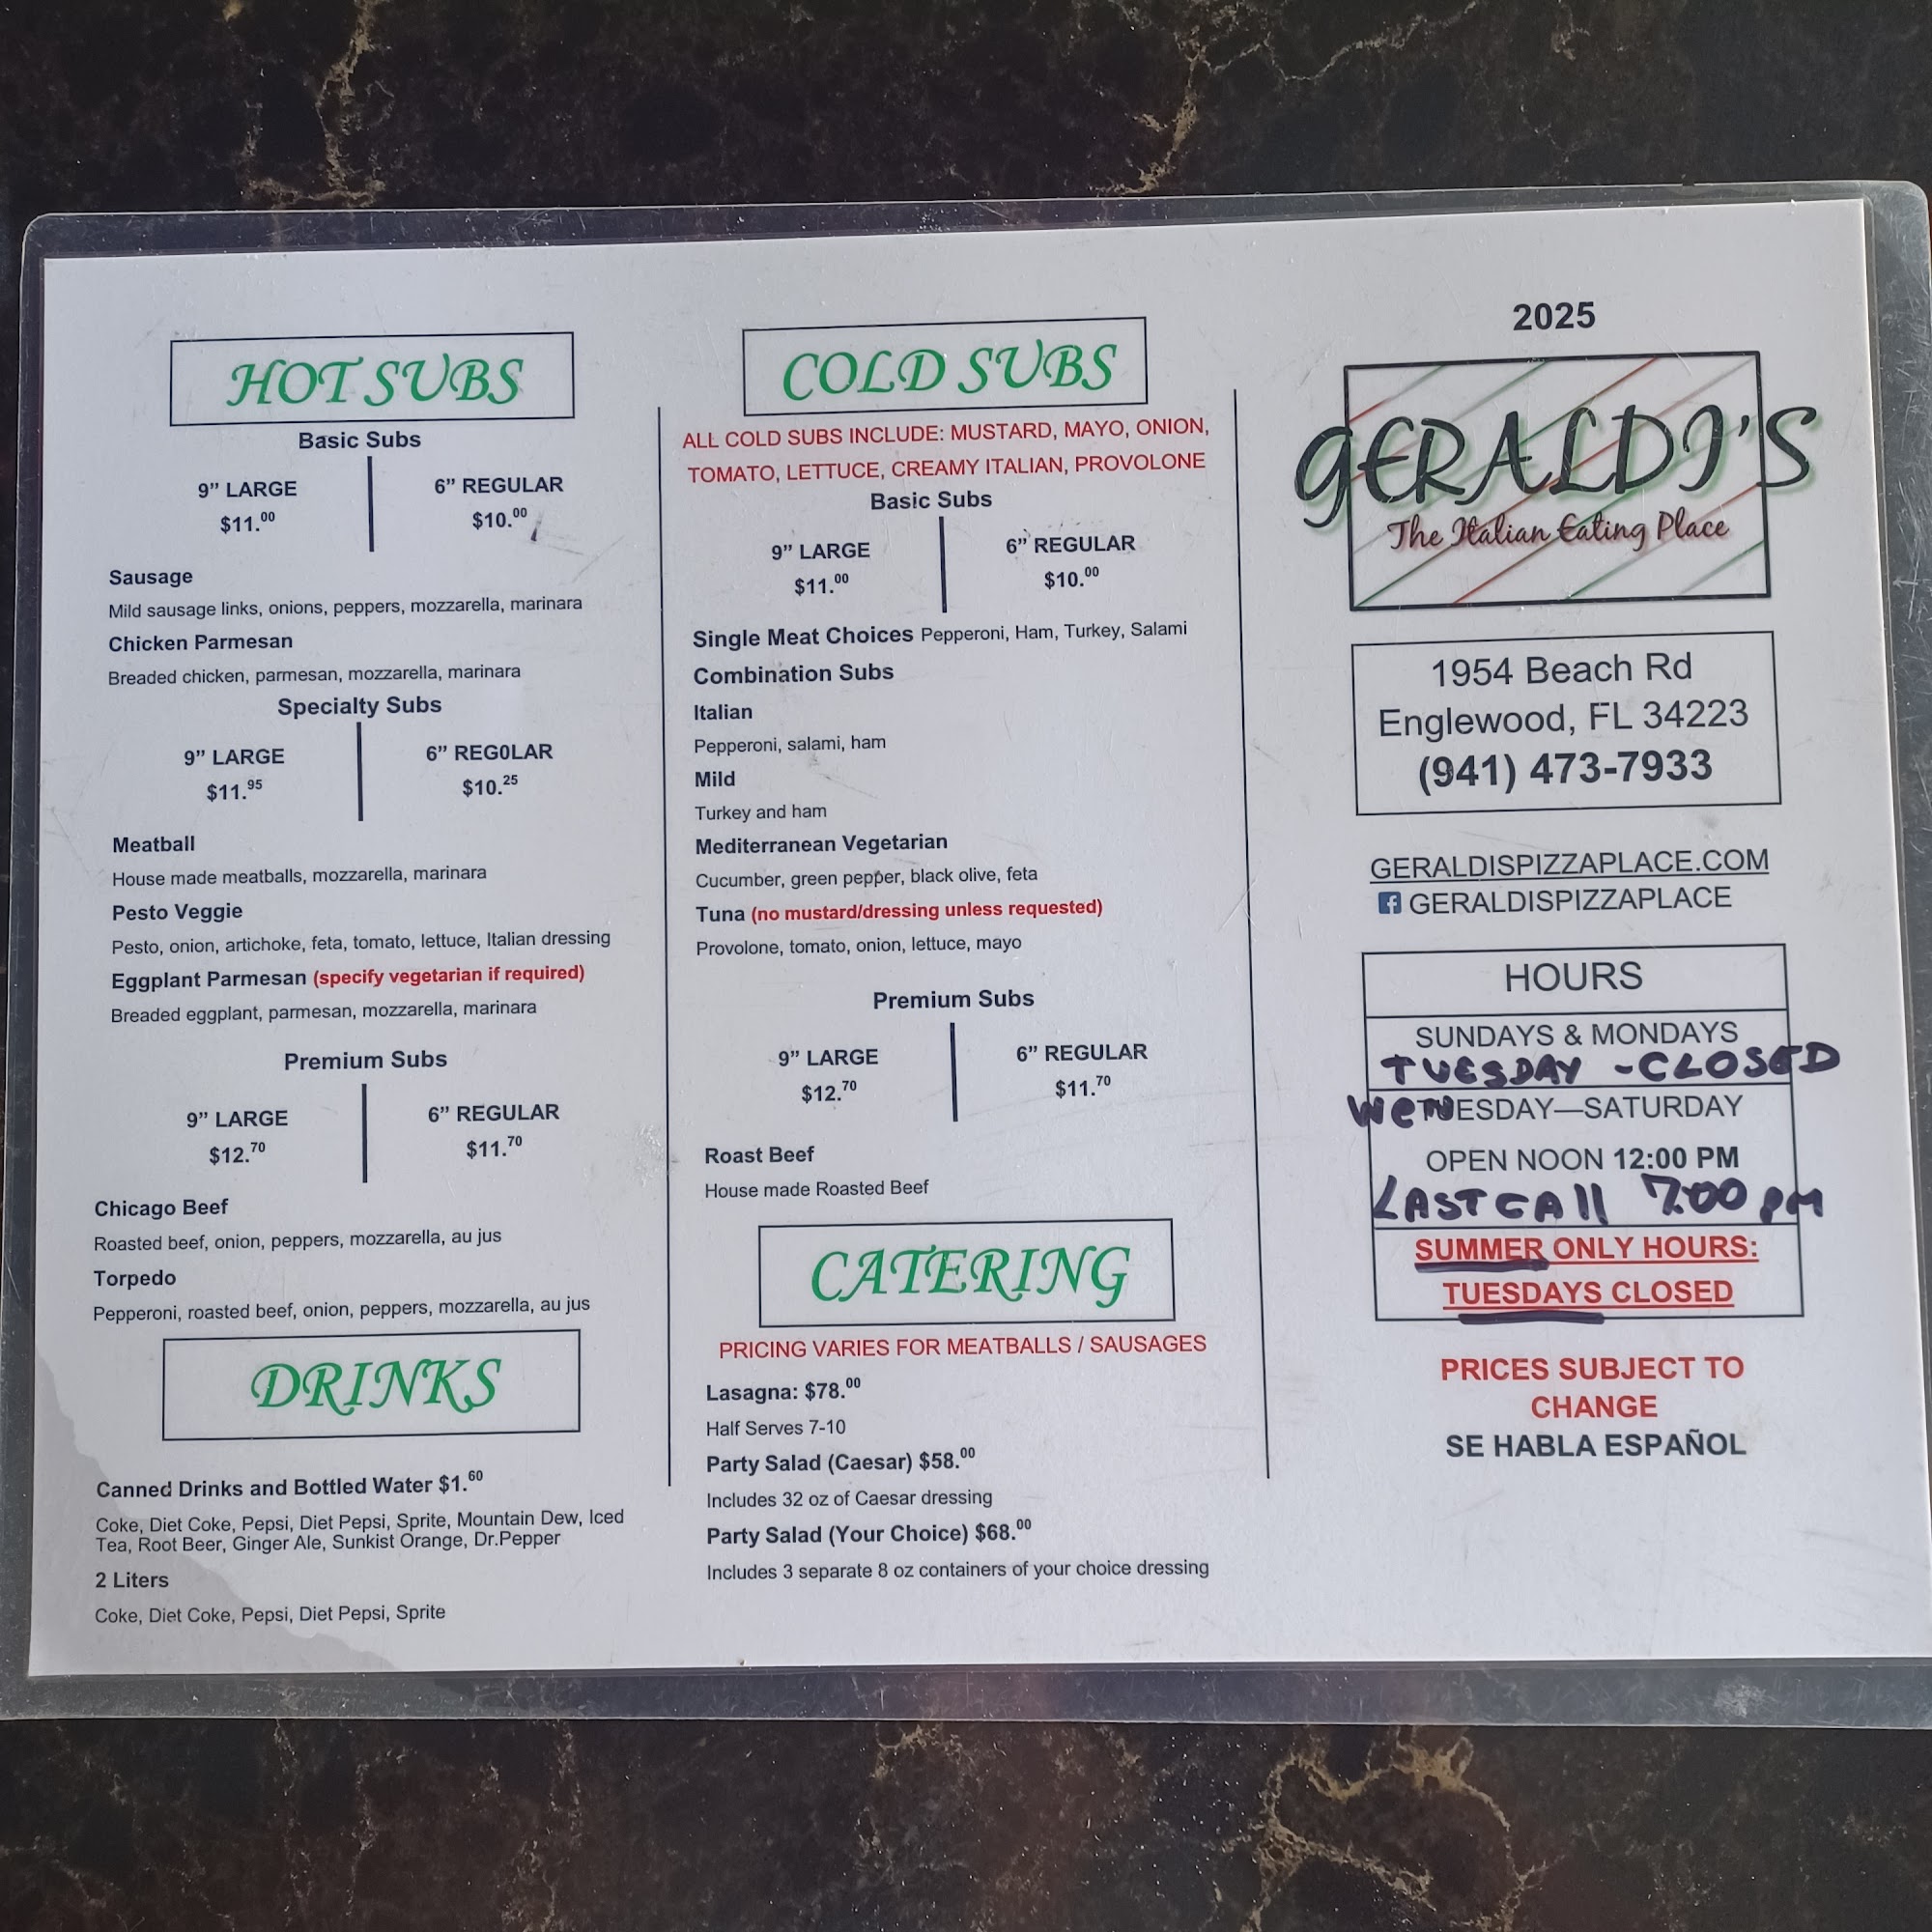 HOT SUBS
Basic Subs
9” LARGE
$11.00
6” REGULAR
$10.00
Sausage
Mild sausage links, onions, peppers, mozzarella, marinara
Chicken Parmesan
Breaded chicken, parmesan, mozzarella, marinara
Specialty Subs
9” LARGE
$11.95
6” REG0LAR
$10.25
Meatball
House made meatballs, mozzarella, marinara
Pesto Veggie
Pesto, onion, artichoke, feta, tomato, lettuce, Italian dressing
Eggplant Parmesan (specify vegetarian if required)
Breaded eggplant, parmesan, mozzarella, marinara
Premium Subs
9” LARGE
$12.70
6” REGULAR
$11.70
Chicago Beef
Roasted beef, onion, peppers, mozzarella, au jus
Torpedo
Pepperoni, roasted beef, onion, peppers, mozzarella, au jus
DRINKS
Canned Drinks and Bottled Water $1.60
Coke, Diet Coke, Pepsi, Diet Pepsi, Sprite, Mountain Dew, Iced
Tea, Root Beer, Ginger Ale, Sunkist Orange, Dr.Pepper
2 Liters
Coke, Diet Coke, Pepsi, Diet Pepsi, Sprite
COLD SUBS
ALL COLD SUBS INCLUDE: MUSTARD, MAYO, ONION,
TOMATO, LETTUCE, CREAMY ITALIAN, PROVOLONE
Basic Subs
9” LARGE
$11.00
6” REGULAR
$10.00
Single Meat Choices Pepperoni, Ham, Turkey, Salami
Combination Subs
Italian
Pepperoni, salami, ham
Mild
Turkey and ham
Mediterranean Vegetarian
Cucumber, green pepper, black olive, feta
Tuna (no mustard/dressing unless requested)
Provolone, tomato, onion, lettuce, mayo
Premium Subs
9” LARGE
$12.70
6” REGULAR
$11.70
Roast Beef
House made Roasted Beef
CATERING
PRICING VARIES FOR MEATBALLS / SAUSAGES
Lasagna: $78.00
Half Serves 7-10
Party Salad (Caesar) $58.00
Includes 32 oz of Caesar dressing
Party Salad (Your Choice) $68.00
Includes 3 separate 8 oz containers of your choice dressing
2025
GERALDI'S
The Italian Eating Place
1954 Beach Rd
Englewood, FL 34223
(941) 473-7933
GERALDISPIZZAPLACE.COM
GERALDISPIZZAPLACE
HOURS
SUNDAYS & MONDAYS
TUESDAY - CLOSED
WeTNESDAY—SATURDAY
OPEN NOON 12:00 PM
LAST CAll 7:00 PM
SUMMER ONLY HOURS:
TUESDAYS CLOSED
PRICES SUBJECT TO
CHANGE
SE HABLA ESPAÑOL